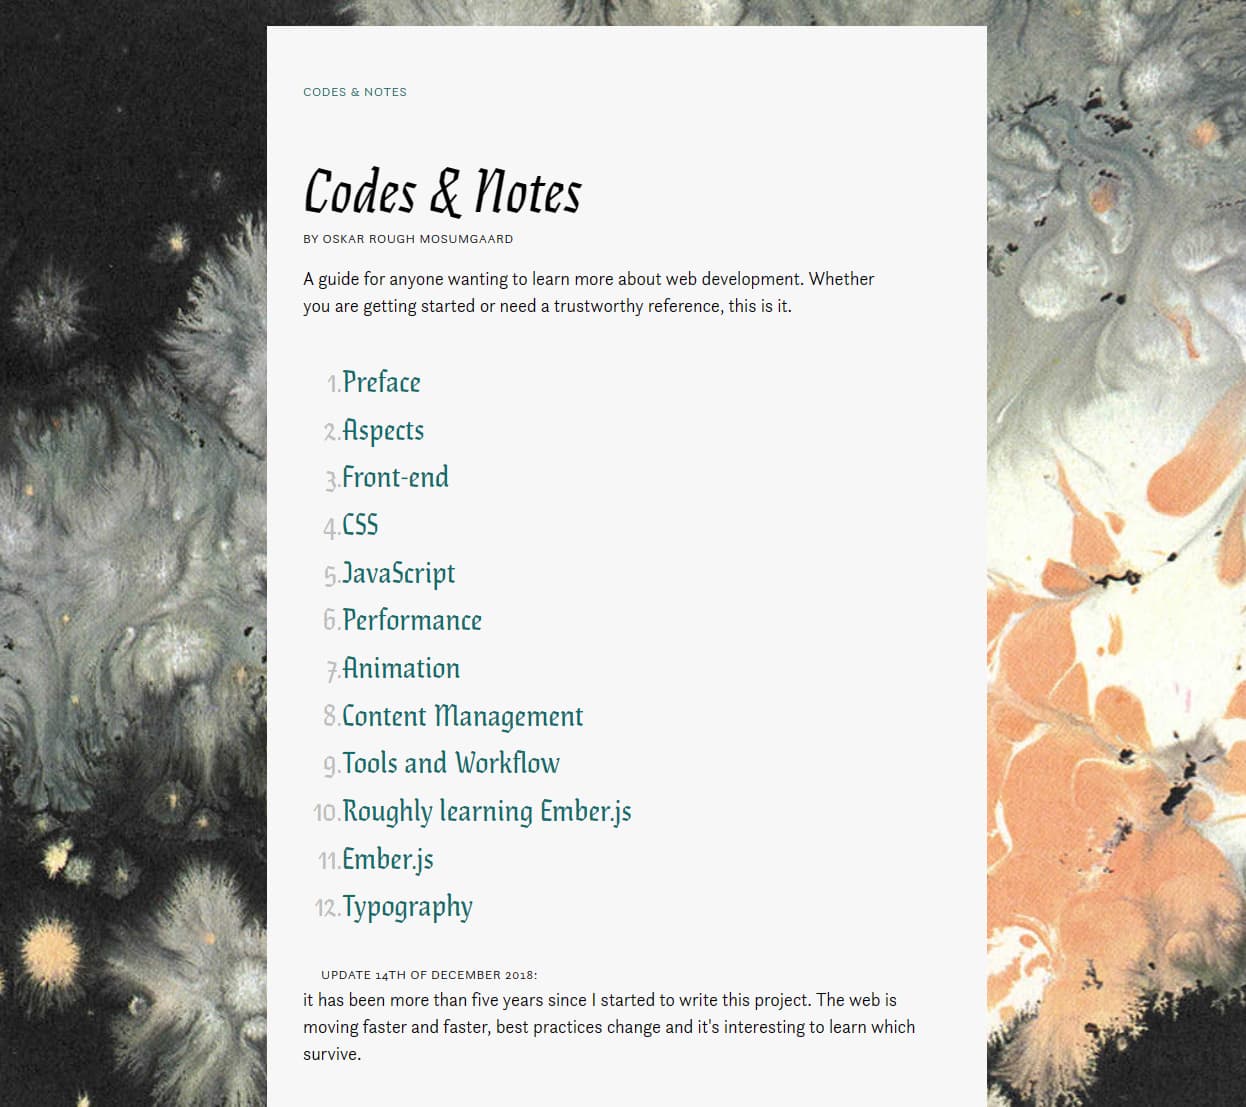 CODES & NOTES
Codes & Notes
BY OSKAR ROUGH MOSUMGAARD
A guide for anyone wanting to learn more about web development. Whether
you are getting started or need a trustworthy reference, this is it.
1. Preface
2. Aspects
3. Front-end
4. CSS
5. JavaScript
6. Performance
7. Animation
8. Content Management
9. Tools and Workflow
10. Roughly learning Ember.js
11. Ember.js
12. Typography
UPDATE 14TH OF DECEMBER 2018:
it has been more than five years since I started to write this project. The web is
moving faster and faster, best practices change and it's interesting to learn which
survive.